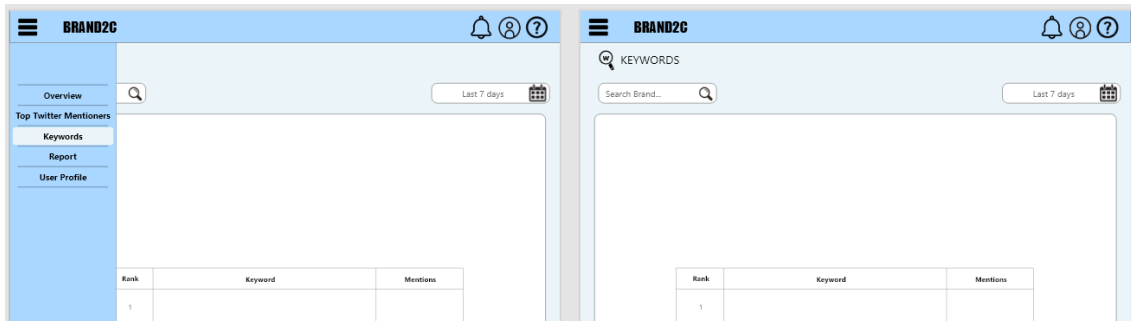 BRAND2C
Overview
Top Twitter Mentioners
Keywords
Report
User Profile
Last 7 days
Rank Keyword Mentions
1
BRAND2C
W KEYWORDS
Search Brand... Last 7 days
Rank Keyword Mentions
1